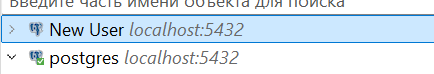 Введите часть имени объекта для поиска
New User localhost:5432
postgres localhost:5432